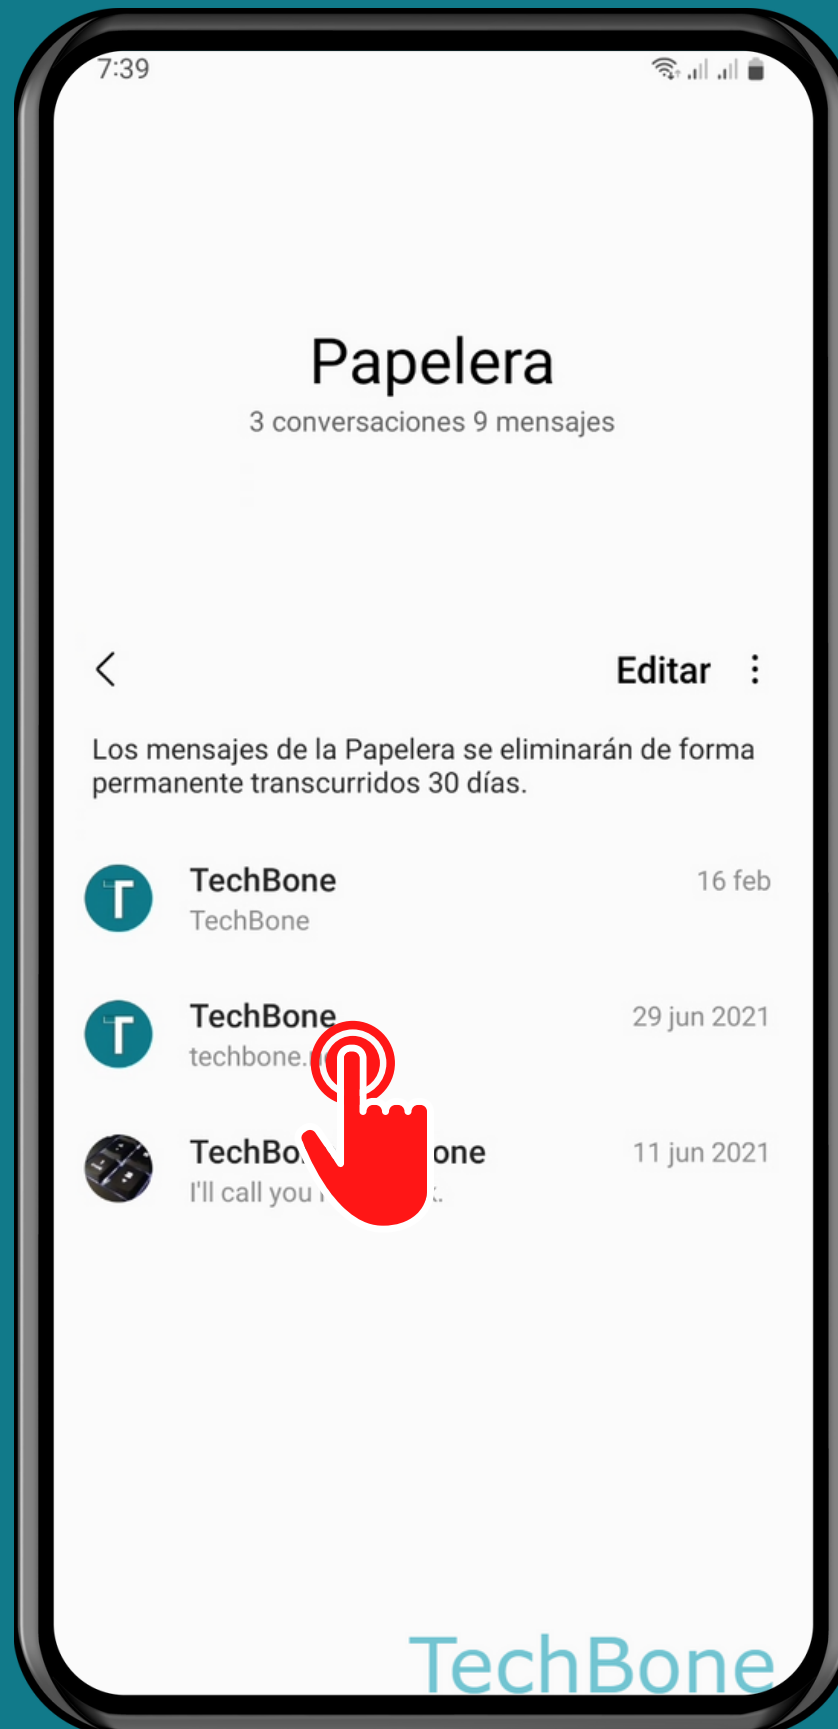 7:39
Papelera
3 conversaciones 9 mensajes
Editar
Los mensajes de la Papelera se eliminarán de forma
permanente transcurridos 30 días.
T
TechBone
16 feb
TechBone
T
TechBone
29 jun 2021
11 jun 2021
I'll call you
TechBone